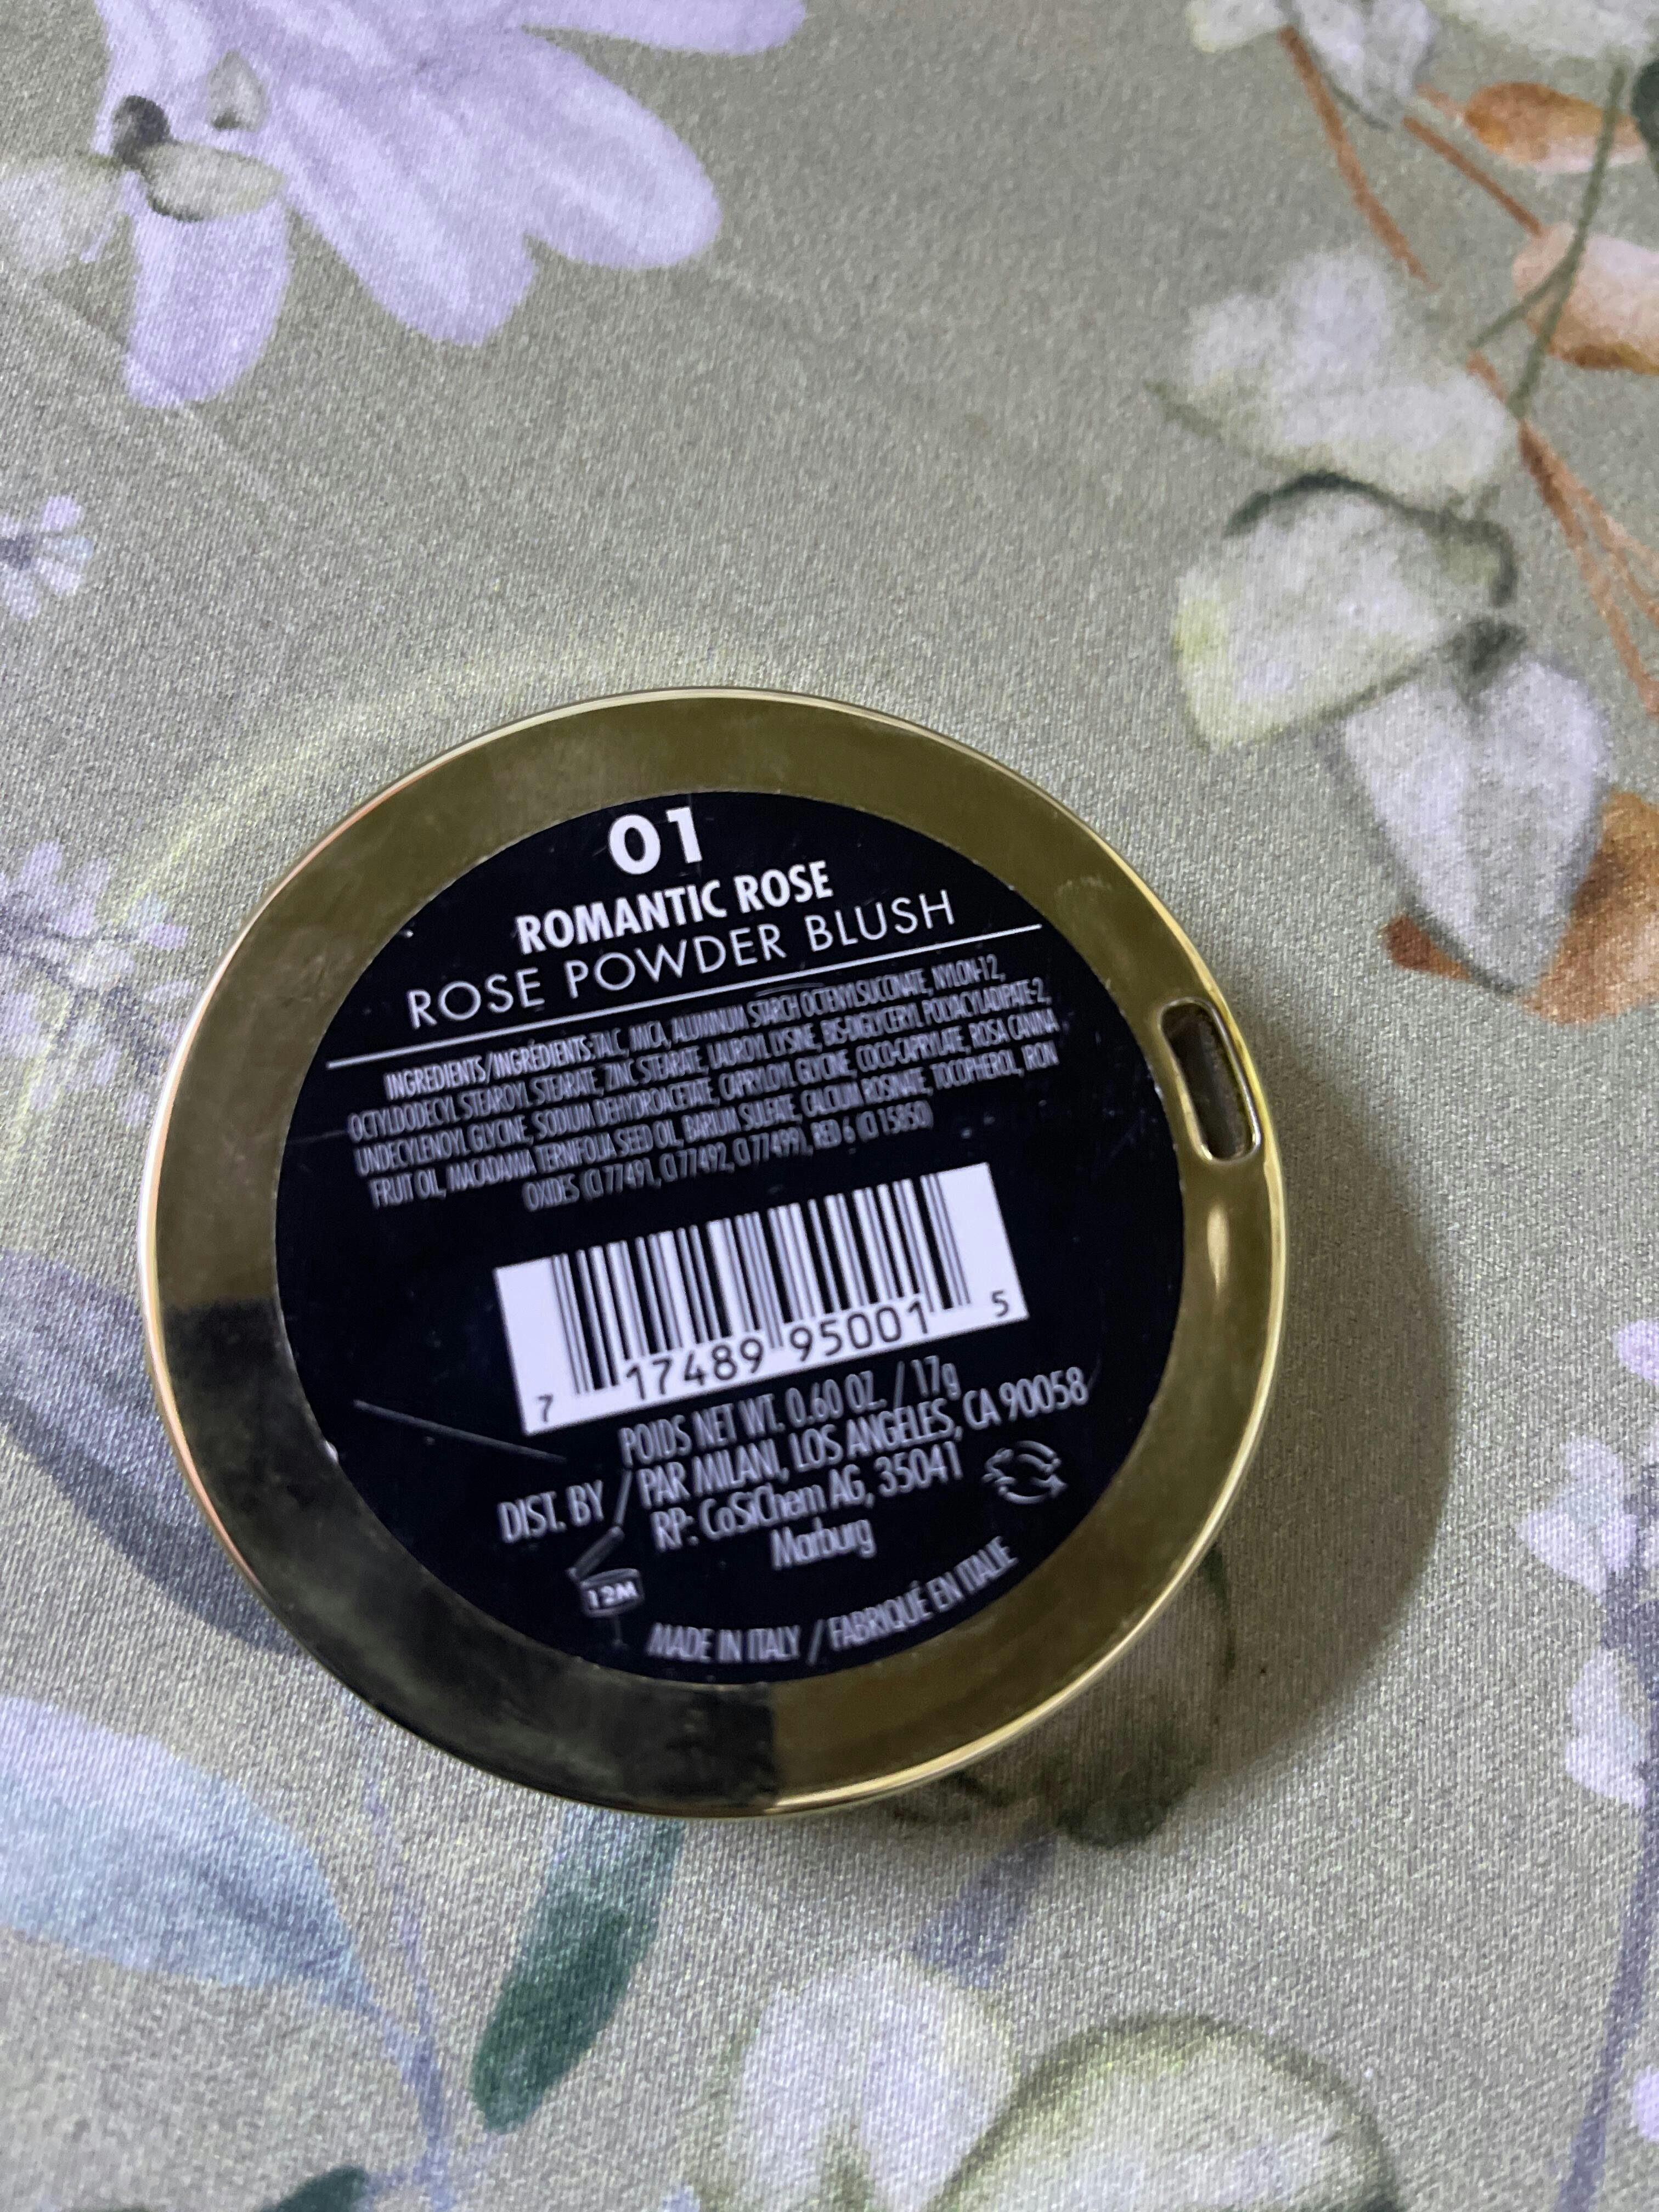 01
ROMANTIC ROSE
ROSE POWDER BLUSH
INGREDIENTS/INGRÉDIENTS: TALC, MICA, ALUMINUM STARCH OCTENYLSUCCINATE, NYLON-12,
OCTYLDODECYL STEAROYL STEARATE, ZINC STEARATE, LAUROYL LYSINE, BIS-DIGLYCERYL POLYACYLADIPATE-2,
UNDECYLENOYL GLYCINE, SODIUM DEHYDROACETATE, CAPRYLOYL GLYCINE, COCO-CAPRYLATE, ROSA CANINA
FRUIT OIL, MACADAMIA TERNIFOLIA SEED OIL, BARIUM SULFATE, CALCIUM ROSINATE, TOCOPHEROL, IRON
OXIDES (CI 77491, CI 77492, CI 77499), RED 6 (CI 15850)
7 17489 95001 5
POIDS NET WT. 0.60 OZ. / 17g
DIST. BY / PAR MILANI, LOS ANGELES, CA 90058
RP: CoSiChem AG, 35041
Marburg
12M
MADE IN ITALY / FABRIQUÉ EN ITALIE